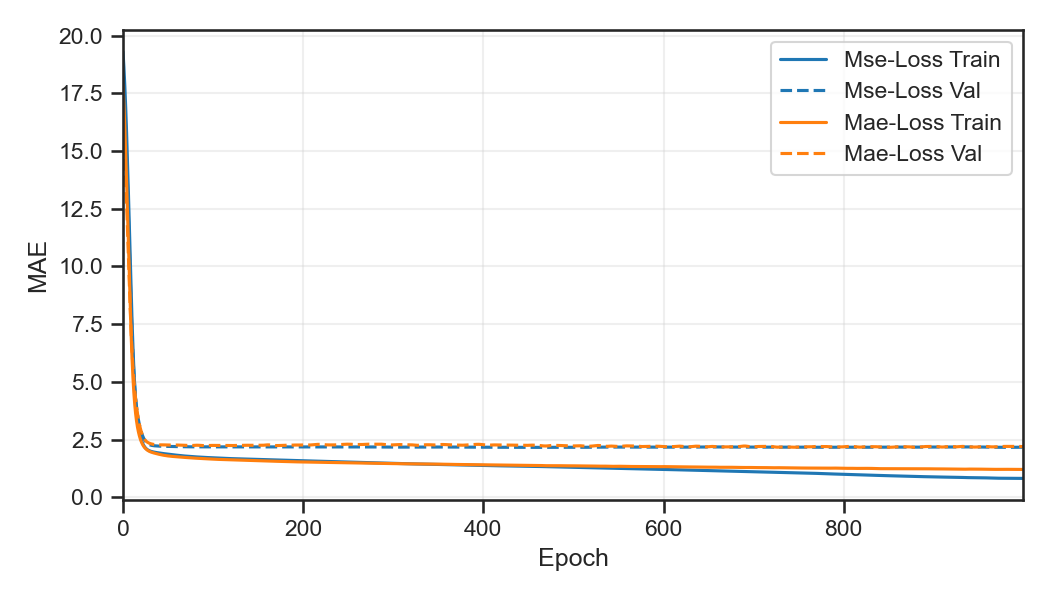 20.0
17.5
15.0
12.5
10.0
7.5
5.0
2.5
0.0
MAE
0 200 400 600 800
Epoch
Mse-Loss Train
Mse-Loss Val
Mae-Loss Train
Mae-Loss Val